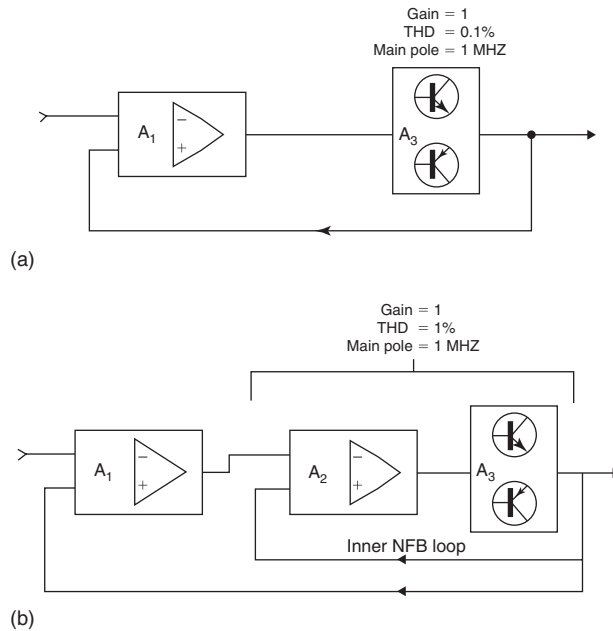 Gain = 1
THD = 0.1%
Main pole = 1 MHZ
A1
−
+
A3
(a)
Gain = 1
THD = 1%
Main pole = 1 MHZ
A1
−
+
A2
−
+
A3
Inner NFB loop
(b)